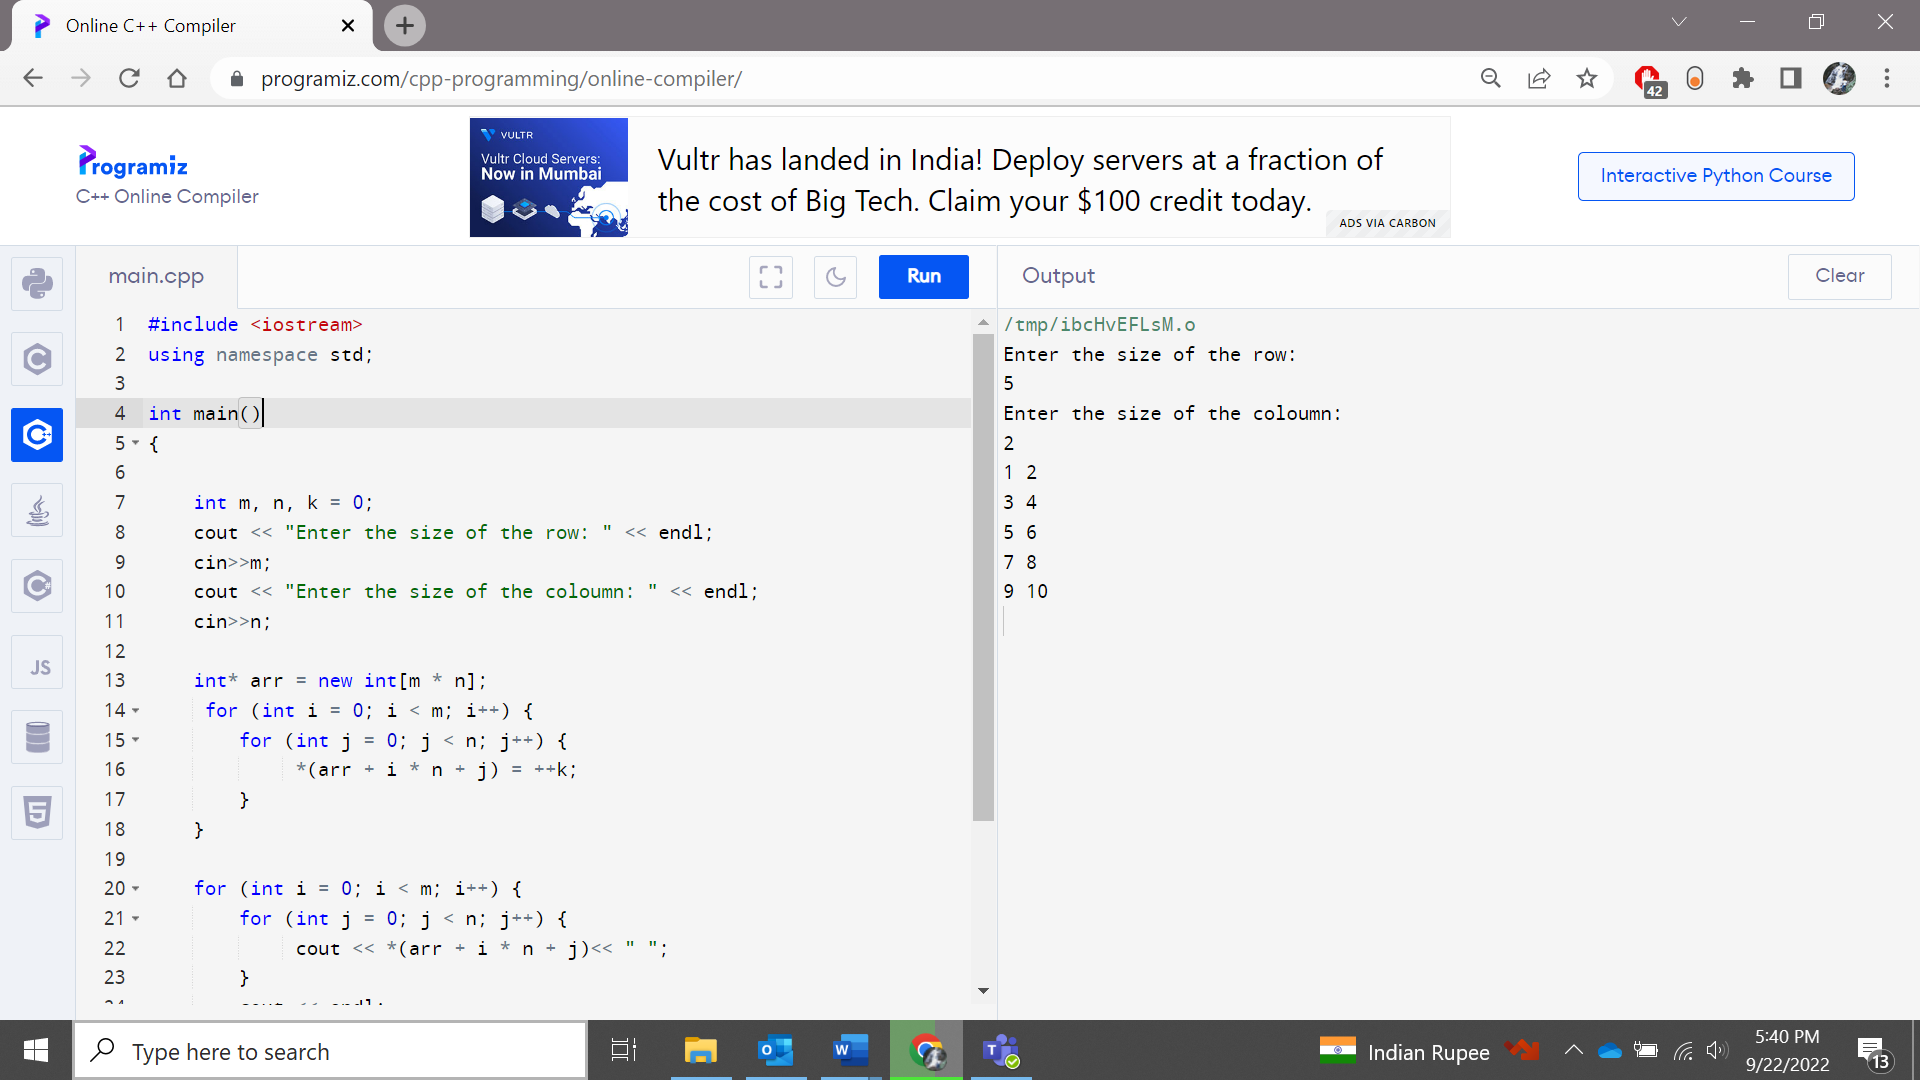 Online C++ Compiler
programiz.com/cpp-programming/online-compiler/
42
Programiz
C++ Online Compiler
VULTR
Vultr Cloud Servers:
Now in Mumbai
Vultr has landed in India! Deploy servers at a fraction of
the cost of Big Tech. Claim your $100 credit today.
ADS VIA CARBON
Interactive Python Course
main.cpp
Run
Output
Clear
1 #include <iostream>
2 using namespace std;
3
4 int main()
5 {
6
7 int m, n, k = 0;
8 cout << "Enter the size of the row: " << endl;
9 cin>>m;
10 cout << "Enter the size of the coloumn: " << endl;
11 cin>>n;
12
13 int* arr = new int[m * n];
14 for (int i = 0; i < m; i++) {
15 for (int j = 0; j < n; j++) {
16 *(arr + i * n + j) = ++k;
17 }
18 }
19
20 for (int i = 0; i < m; i++) {
21 for (int j = 0; j < n; j++) {
22 cout << *(arr + i * n + j)<< " ";
23 }
24 cout << endl;
/tmp/ibcHvEFLsM.o
Enter the size of the row:
5
Enter the size of the coloumn:
2
1 2
3 4
5 6
7 8
9 10
JS
Type here to search
Indian Rupee
5:40 PM
9/22/2022
13